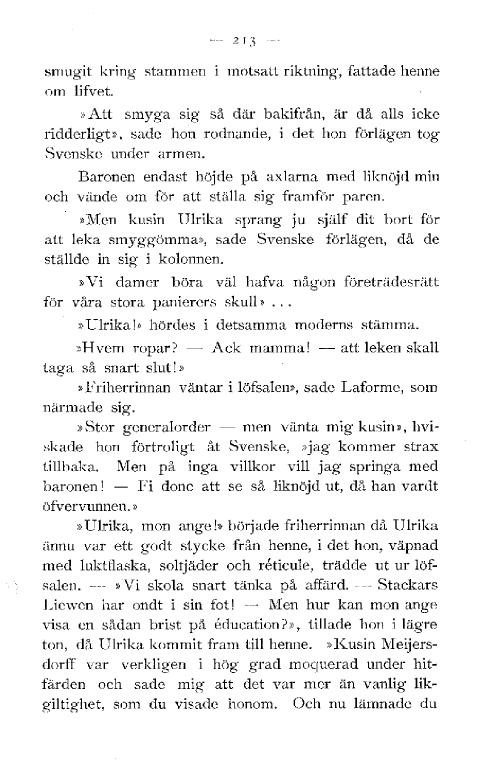 — 213 —
smugit kring stammen i motsatt riktning, fattade henne
om lifvet.
»Att smyga sig så där bakifrån, är då alls icke
ridderligt», sade hon rodnande, i det hon förlägen tog
Svenske under armen.
Baronen endast höjde på axlarna med liknöjd min
och vände om för att ställa sig framför paren.
»Men kusin Ulrika sprang ju själf dit bort för
att leka smyggömma», sade Svenske förlägen, då de
ställde in sig i kolonnen.
»Vi damer böra väl hafva någon företrädesrätt
för våra stora panierers skull» . . .
»Ulrika!» hördes i detsamma moderns stämma.
»Hvem ropar? — Ack mamma! — att leken skall
taga så snart slut!»
»Friherrinnan väntar i löfsalen», sade Laforme, som
närmade sig.
»Stor generalorder — men vänta mig kusin», hvi-
skade hon förtroligt åt Svenske, »jag kommer strax
tillbaka. Men på inga villkor vill jag springa med
baronen! — Fi donc att se så liknöjd ut, då han vardt
öfvervunnen.»
»Ulrika, mon ange!» började friherrinnan då Ulrika
ännu var ett godt stycke från henne, i det hon, väpnad
med luktflaska, soltjäder och réticule, trädde ut ur löf-
salen. — »Vi skola snart tänka på affärd. — Stackars
Liewen har ondt i sin fot! — Men hur kan mon ange
visa en sådan brist på éducation?», tillade hon i lägre
ton, då Ulrika kommit fram till henne. »Kusin Meijers-
dorff var verkligen i hög grad moquerad under hit-
färden och sade mig att det var mer än vanlig lik-
giltighet, som du visade honom. Och nu lämnade du